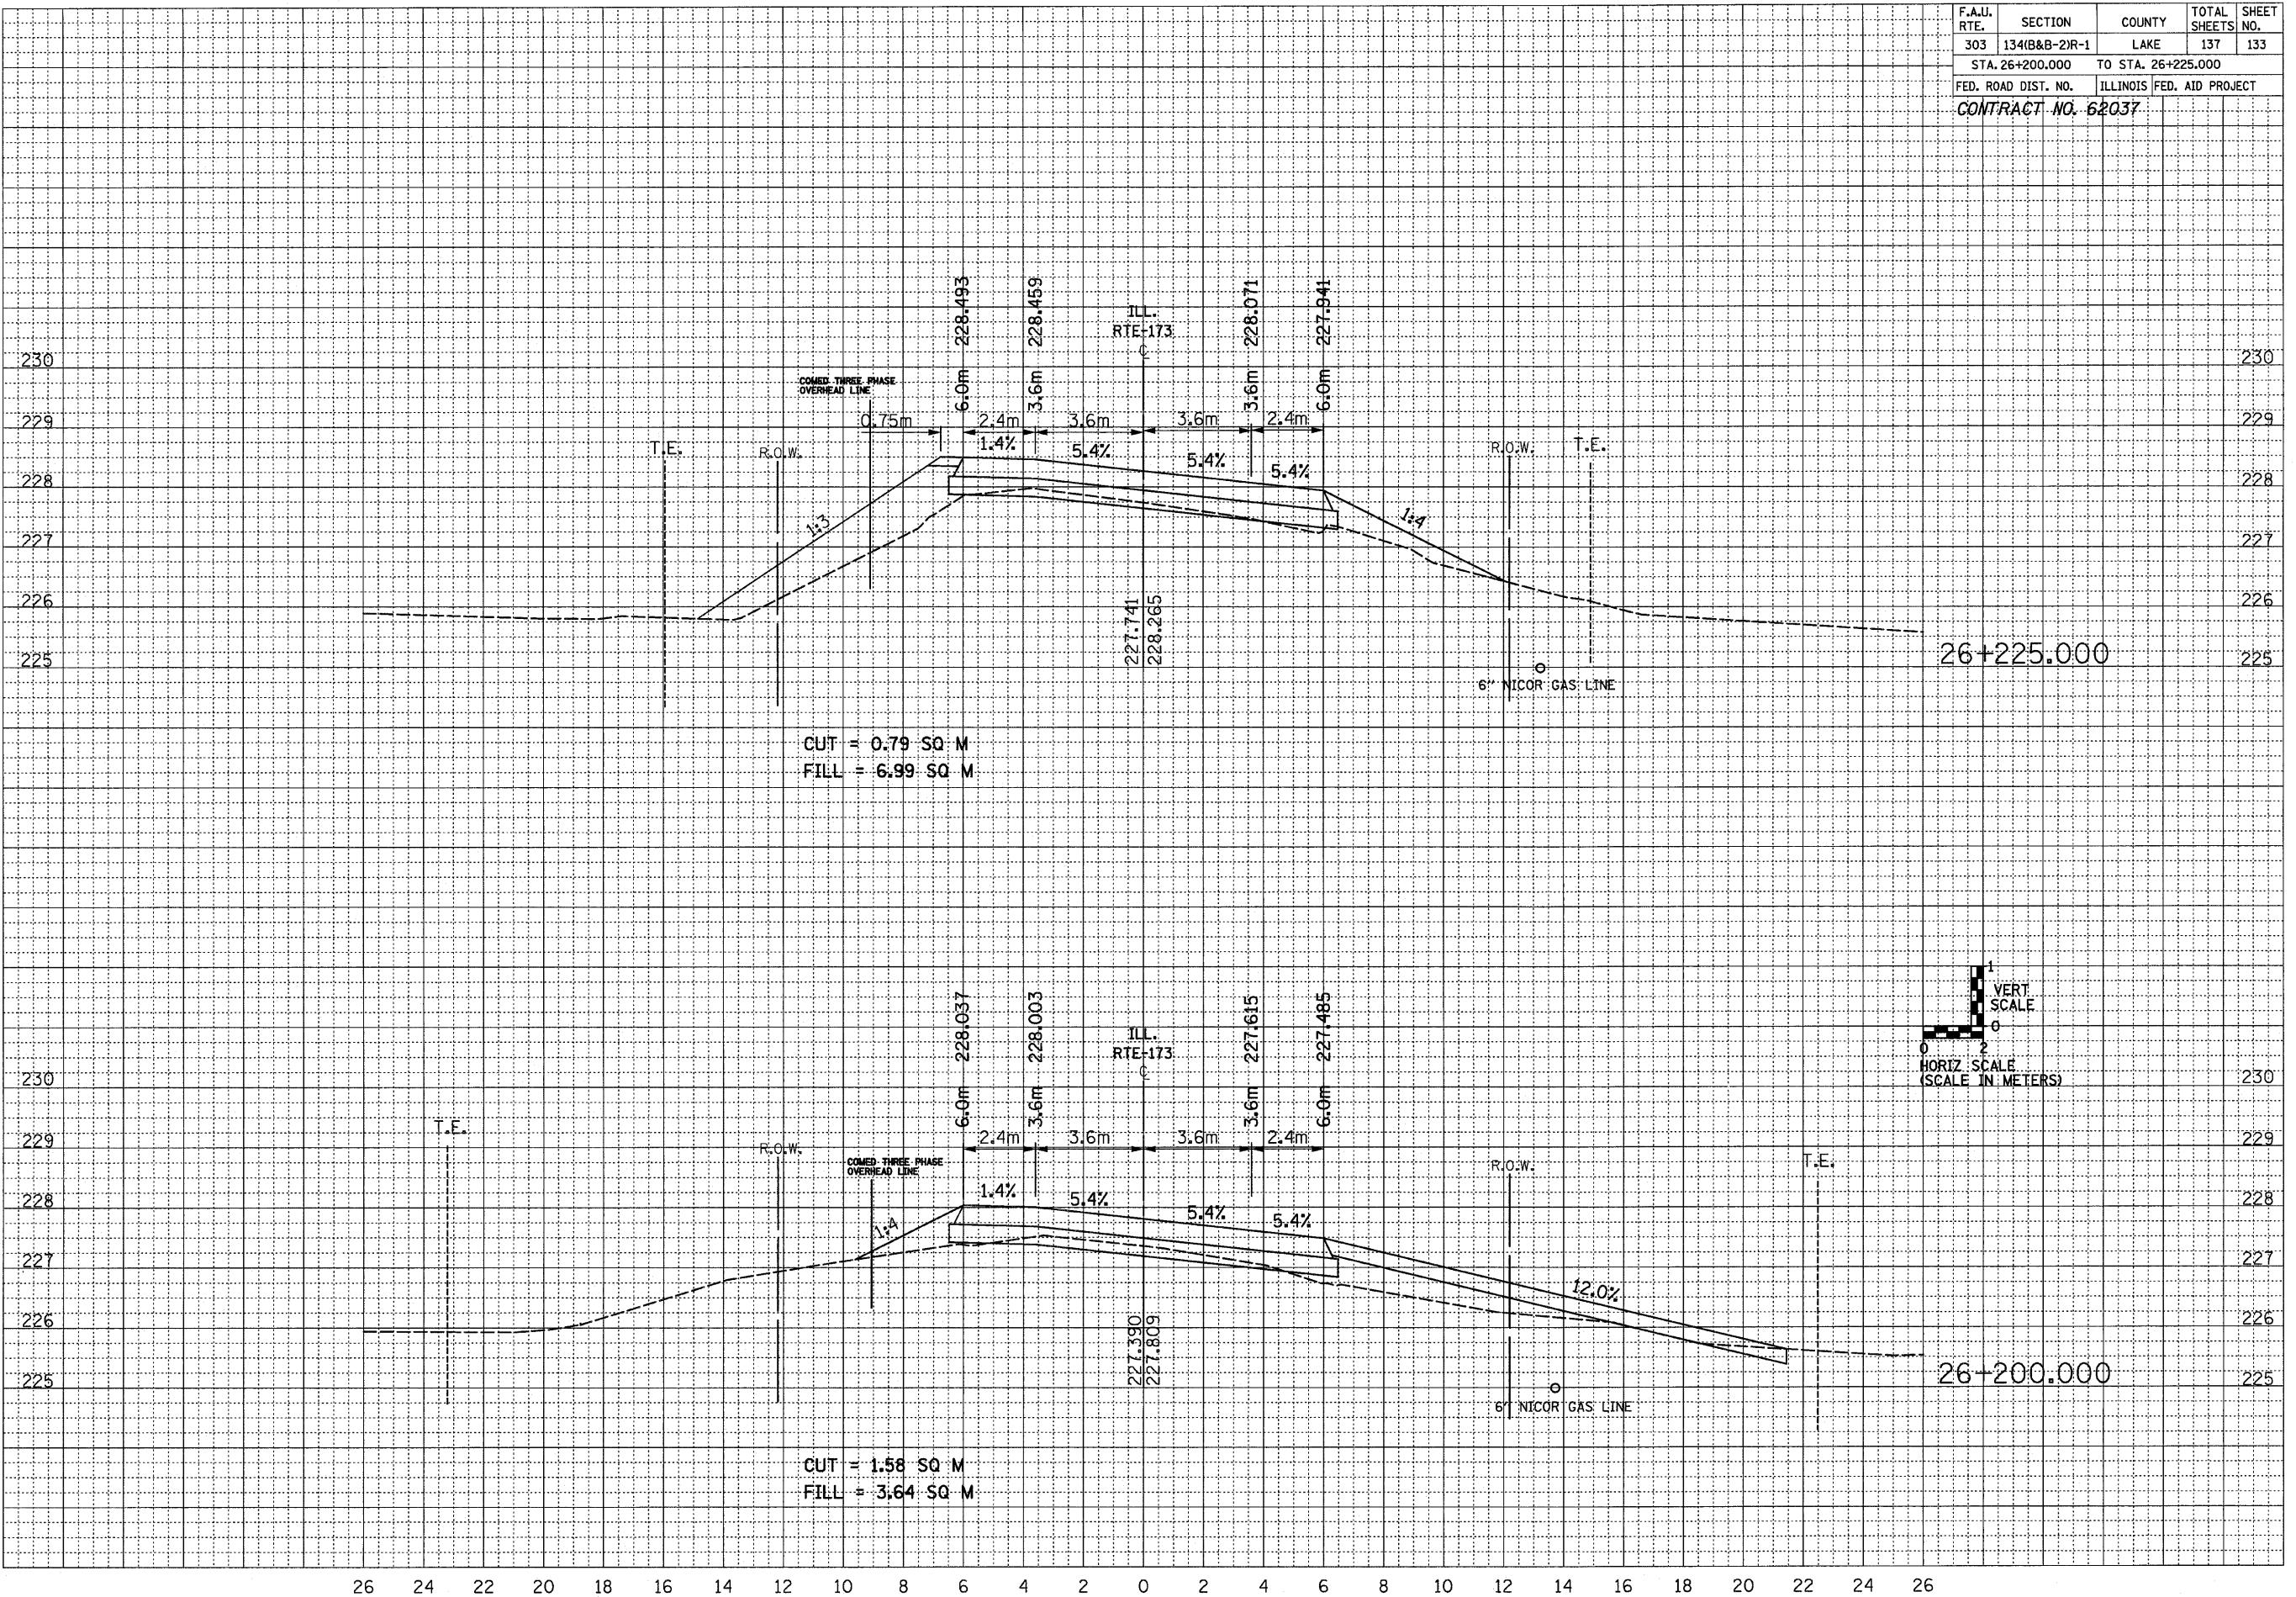 F.A.U. RTE. SECTION COUNTY TOTAL SHEETS SHEET NO.
303 134(B&B-2)R-1 LAKE 137 133
STA. 26+200.000 TO STA. 26+225.000
FED. ROAD DIST. NO. ILLINOIS FED. AID PROJECT
CONTRACT NO. 62037
228.493 228.459 228.071 227.941
ILL.
RTE-173
℄
230 230
COMED THREE PHASE
OVERHEAD LINE
6.0m 3.6m 3.6m 6.0m
229 0.75m 2.4m 3.6m 3.6m 2.4m 229
T.E. R.O.W. 1.4% 5.4% 5.4% 5.4% R.O.W. T.E.
228 228
1:3 1:4
227 227
226 226
227.741
228.265
225 26+225.000 225
6" NICOR GAS LINE
CUT = 0.79 SQ M
FILL = 6.99 SQ M
1
VERT
SCALE
0
0 2
HORIZ SCALE
(SCALE IN METERS)
228.037 228.003 227.615 227.485
ILL.
RTE-173
℄
230 230
6.0m 3.6m 3.6m 6.0m
T.E.
229 2.4m 3.6m 3.6m 2.4m 229
R.O.W. R.O.W. T.E.
COMED THREE PHASE
OVERHEAD LINE
228 1.4% 5.4% 5.4% 5.4% 228
1:4
227 227
12.0%
226 226
227.390
227.809
225 26+200.000 225
6" NICOR GAS LINE
CUT = 1.58 SQ M
FILL = 3.64 SQ M
26 24 22 20 18 16 14 12 10 8 6 4 2 0 2 4 6 8 10 12 14 16 18 20 22 24 26